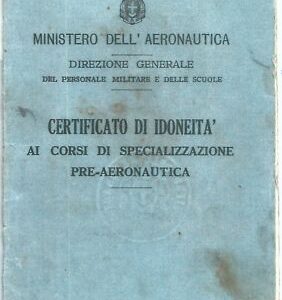 MINISTERO DELL'AERONAUTICA
DIREZIONE GENERALE
DEL PERSONALE MILITARE E DELLE SCUOLE
CERTIFICATO DI IDONEITA'
AI CORSI DI SPECIALIZZAZIONE
PRE-AERONAUTICA